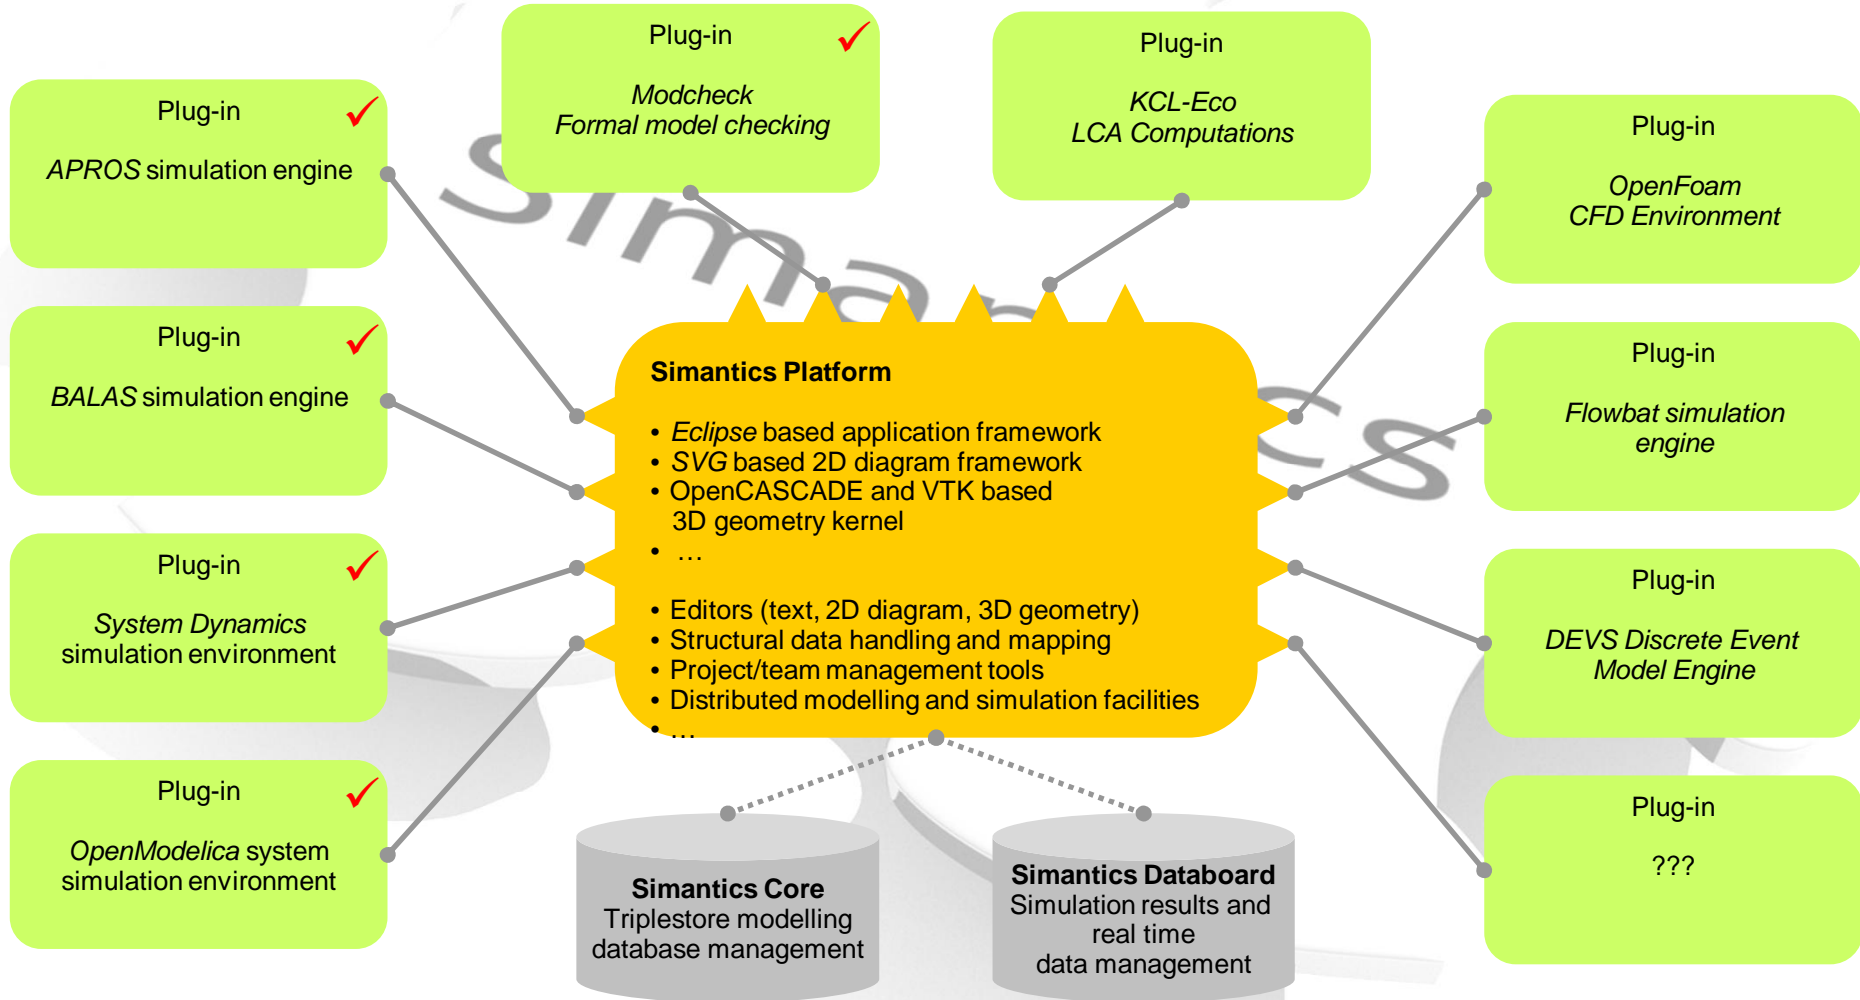 Plug-in
Modcheck
Formal model checking
Plug-in
KCL-Eco
LCA Computations
Plug-in
APROS simulation engine
Plug-in
OpenFoam
CFD Environment
Simantics
Plug-in
BALAS simulation engine
Plug-in
Flowbat simulation
engine
Simantics Platform
• Eclipse based application framework
• SVG based 2D diagram framework
• OpenCASCADE and VTK based
3D geometry kernel
• …
• Editors (text, 2D diagram, 3D geometry)
• Structural data handling and mapping
• Project/team management tools
• Distributed modelling and simulation facilities
• …
Plug-in
System Dynamics
simulation environment
Plug-in
DEVS Discrete Event
Model Engine
Plug-in
OpenModelica system
simulation environment
Plug-in
???
Simantics Core
Triplestore modelling
database management
Simantics Databoard
Simulation results and
real time
data management